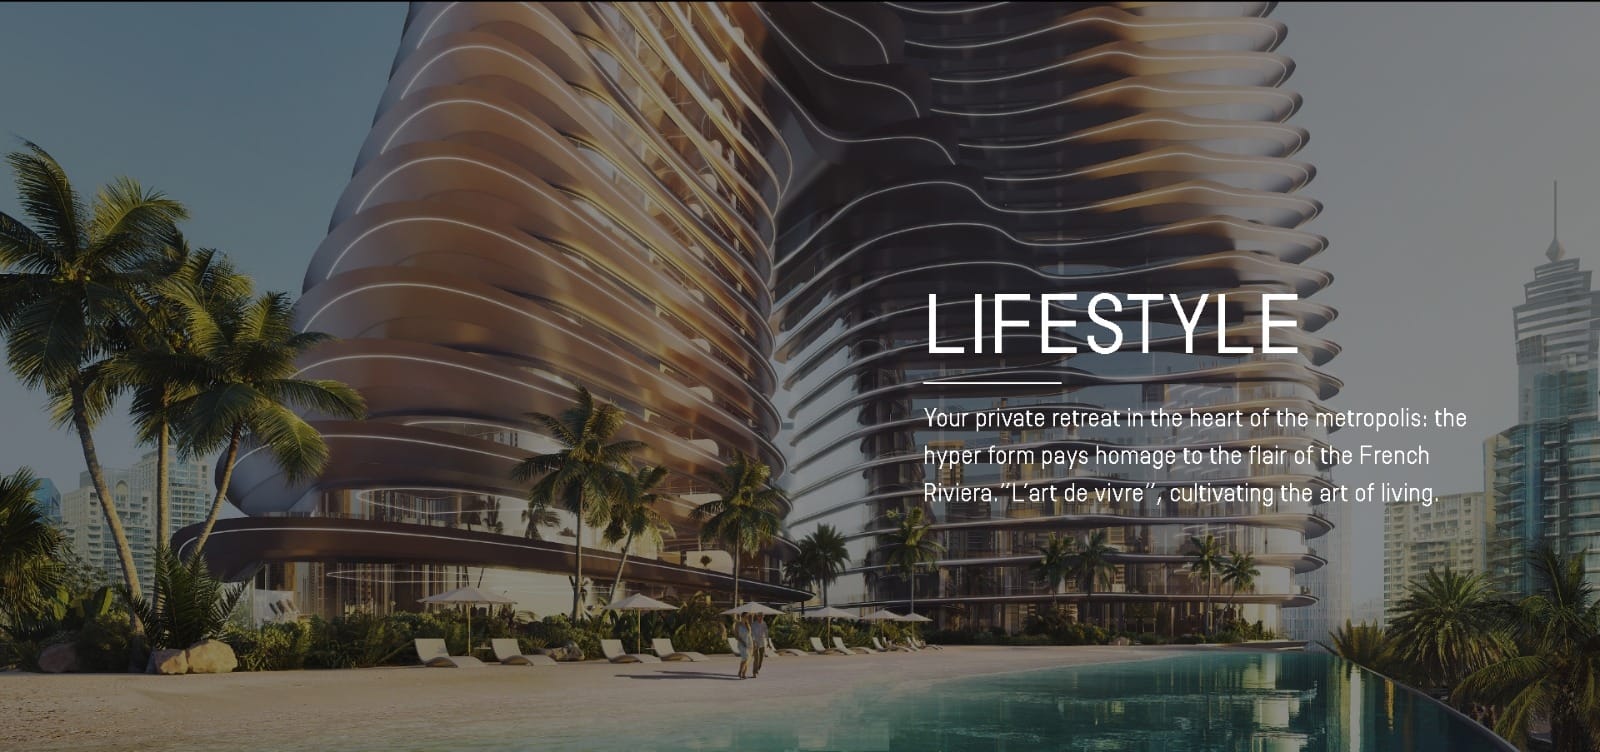 LIFESTYLE
Your private retreat in the heart of the metropolis: the
hyper form pays homage to the flair of the French
Riviera.”L’art de vivre”, cultivating the art of living.